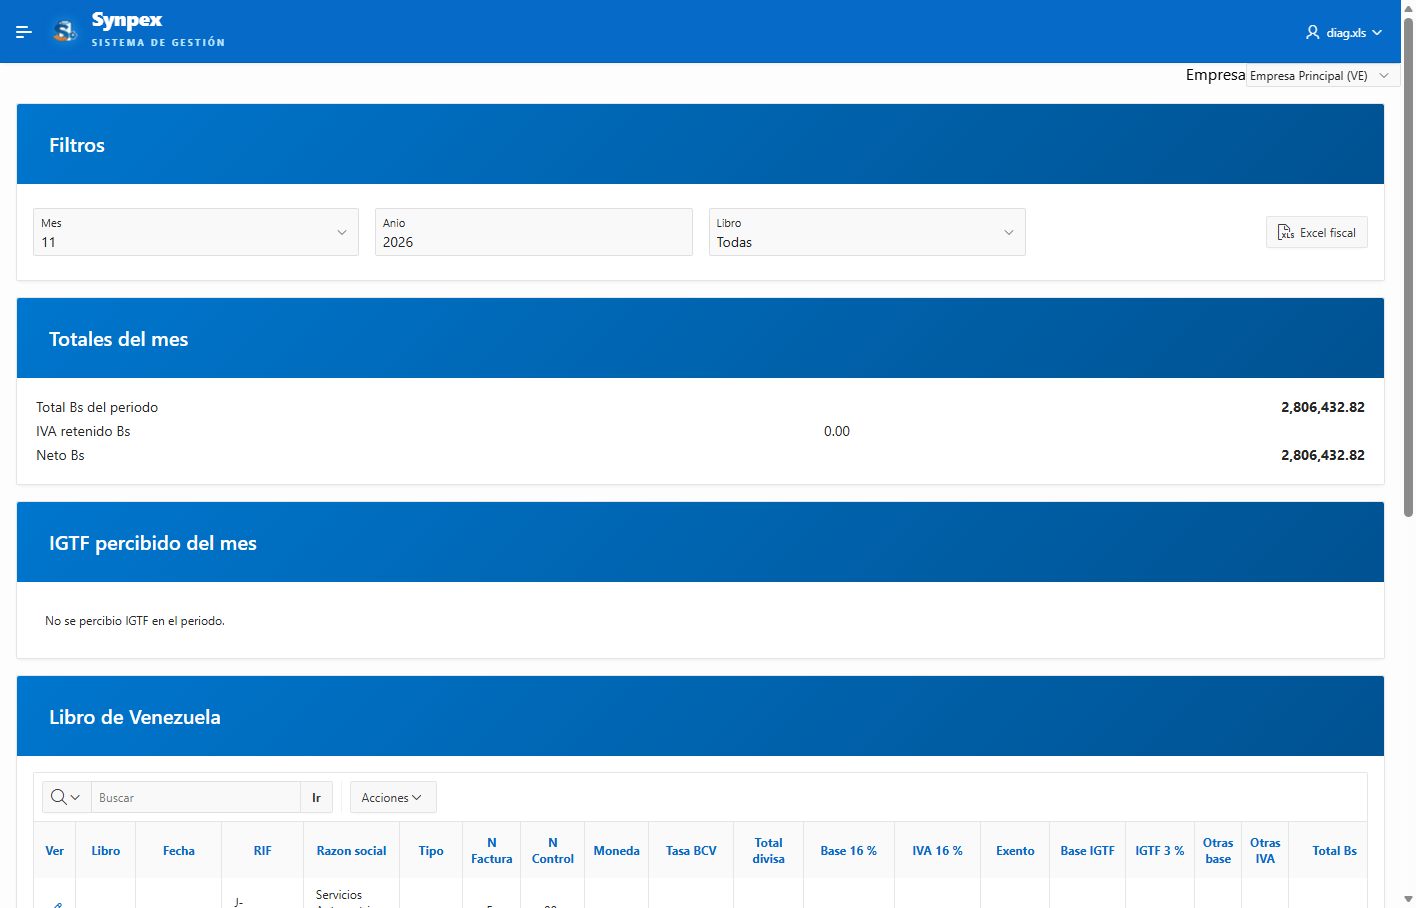 Synpex
SISTEMA DE GESTIÓN
diag.xls
Empresa Empresa Principal (VE)
Filtros
Mes
11
Anio
2026
Libro
Todas
Excel fiscal
Totales del mes
Total Bs del periodo 2,806,432.82
IVA retenido Bs 0.00
Neto Bs 2,806,432.82
IGTF percibido del mes
No se percibio IGTF en el periodo.
Libro de Venezuela
Buscar
Ir
Acciones
Ver Libro Fecha RIF Razon social Tipo N Factura N Control Moneda Tasa BCV Total divisa Base 16 % IVA 16 % Exento Base IGTF IGTF 3 % Otras base Otras IVA Total Bs
J-
Servicios